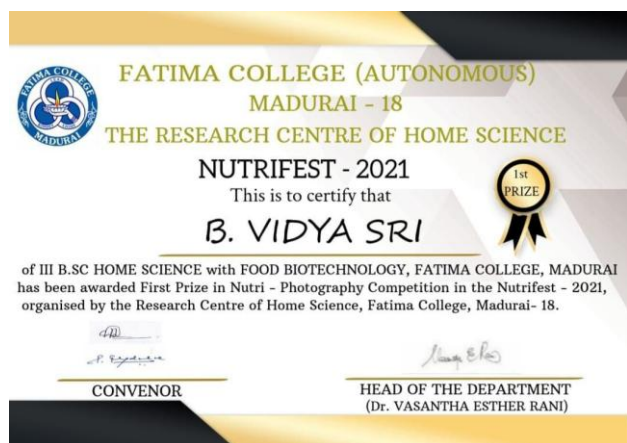 FATIMA COLLEGE
MADURAI
FATIMA COLLEGE (AUTONOMOUS)
MADURAI - 18
THE RESEARCH CENTRE OF HOME SCIENCE
NUTRIFEST - 2021
1st
PRIZE
This is to certify that
B. VIDYA SRI
of III B.SC HOME SCIENCE with FOOD BIOTECHNOLOGY, FATIMA COLLEGE, MADURAI
has been awarded First Prize in Nutri - Photography Competition in the Nutrifest - 2021,
organised by the Research Centre of Home Science, Fatima College, Madurai- 18.
CONVENOR
HEAD OF THE DEPARTMENT
(Dr. VASANTHA ESTHER RANI)